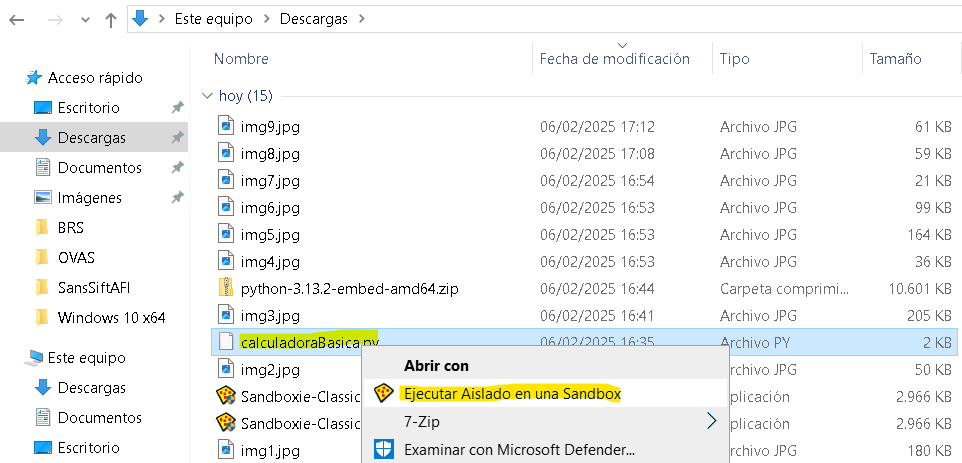 Este equipo > Descargas >
Nombre Fecha de modificación Tipo Tamaño
Acceso rápido
Escritorio
Descargas
Documentos
Imágenes
BRS
OVAS
SansSiftAFI
Windows 10 x64
Este equipo
Descargas
Documentos
Escritorio
hoy (15)
img9.jpg 06/02/2025 17:12 Archivo JPG 61 KB
img8.jpg 06/02/2025 17:08 Archivo JPG 59 KB
img7.jpg 06/02/2025 16:54 Archivo JPG 21 KB
img6.jpg 06/02/2025 16:53 Archivo JPG 99 KB
img5.jpg 06/02/2025 16:53 Archivo JPG 164 KB
img4.jpg 06/02/2025 16:53 Archivo JPG 36 KB
python-3.13.2-embed-amd64.zip 06/02/2025 16:44 Carpeta comprimi... 10.601 KB
img3.jpg 06/02/2025 16:41 Archivo JPG 205 KB
calculadoraBasica.py 06/02/2025 16:35 Archivo PY 2 KB
img2.jpg Archivo JPG 50 KB
Sandboxie-Classic plicación 2.966 KB
Sandboxie-Classic plicación 2.966 KB
img1.jpg Archivo JPG 180 KB
Abrir con
Ejecutar Aislado en una Sandbox
7-Zip
Examinar con Microsoft Defender...